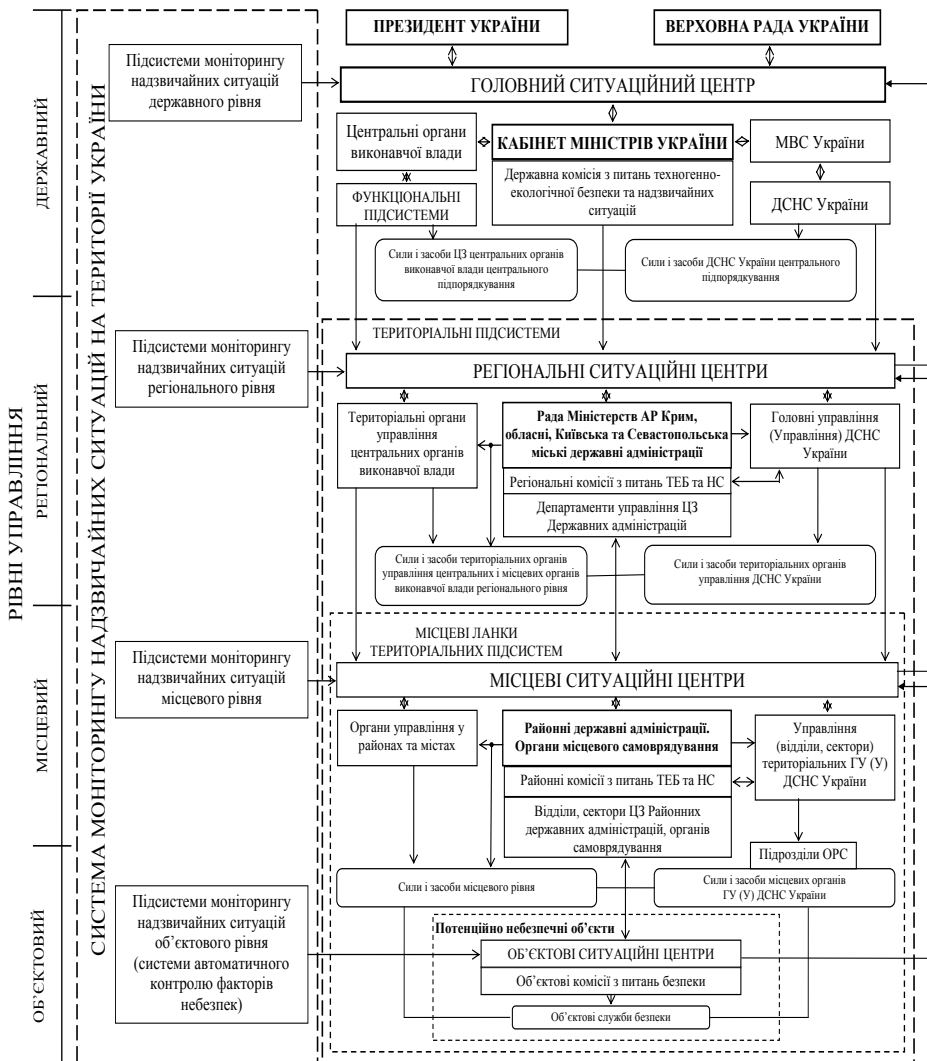 РІВНІ УПРАВЛІННЯ
ДЕРЖАВНИЙ
РЕГІОНАЛЬНИЙ
МІСЦЕВИЙ
ОБ’ЄКТОВИЙ
СИСТЕМА МОНІТОРИНГУ НАДЗВИЧАЙНИХ СИТУАЦІЙ НА ТЕРИТОРІЇ УКРАЇНИ
ПРЕЗИДЕНТ УКРАЇНИ
ВЕРХОВНА РАДА УКРАЇНИ
Підсистеми моніторингу
надзвичайних ситуацій
державного рівня
ГОЛОВНИЙ СИТУАЦІЙНИЙ ЦЕНТР
Центральні органи
виконавчої влади
КАБІНЕТ МІНІСТРІВ УКРАЇНИ
МВС України
Державна комісія з питань техногенно-
екологічної безпеки та надзвичайних
ситуацій
ФУНКЦІОНАЛЬНІ
ПІДСИСТЕМИ
ДСНС України
Сили і засоби ЦЗ центральних органів
виконавчої влади центрального
підпорядкування
Сили і засоби ДСНС України центрального
підпорядкування
ТЕРИТОРІАЛЬНІ ПІДСИСТЕМИ
Підсистеми моніторингу
надзвичайних ситуацій
регіонального рівня
РЕГІОНАЛЬНІ СИТУАЦІЙНІ ЦЕНТРИ
Територіальні органи
управління
центральних органів
виконавчої влади
Рада Міністерств АР Крим,
обласні, Київська та Севастопольська
міські державні адміністрації
Головні управління
(Управління) ДСНС
України
Регіональні комісії з питань ТЕБ та НС
Департаменти управління ЦЗ
Державних адміністрацій
Сили і засоби територіальних органів
управління центральних і місцевих органів
виконавчої влади регіонального рівня
Сили і засоби територіальних органів
управління ДСНС України
МІСЦЕВІ ЛАНКИ
ТЕРИТОРІАЛЬНИХ ПІДСИСТЕМ
Підсистеми моніторингу
надзвичайних ситуацій
місцевого рівня
МІСЦЕВІ СИТУАЦІЙНІ ЦЕНТРИ
Органи управління у
районах та містах
Районні державні адміністрації.
Органи місцевого самоврядування
Управління
(відділи, сектори)
територіальних ГУ (У)
ДСНС України
Районні комісії з питань ТЕБ та НС
Відділи, сектори ЦЗ Районних
державних адміністрацій, органів
самоврядування
Підрозділи ОРС
Сили і засоби місцевого рівня
Сили і засоби місцевих органів
ГУ (У) ДСНС України
Підсистеми моніторингу
надзвичайних ситуацій
об’єктового рівня
(системи автоматичного
контролю факторів
небезпек)
Потенційно небезпечні об’єкти
ОБ’ЄКТОВІ СИТУАЦІЙНІ ЦЕНТРИ
Об’єктові комісії з питань безпеки
Об’єктові служби безпеки